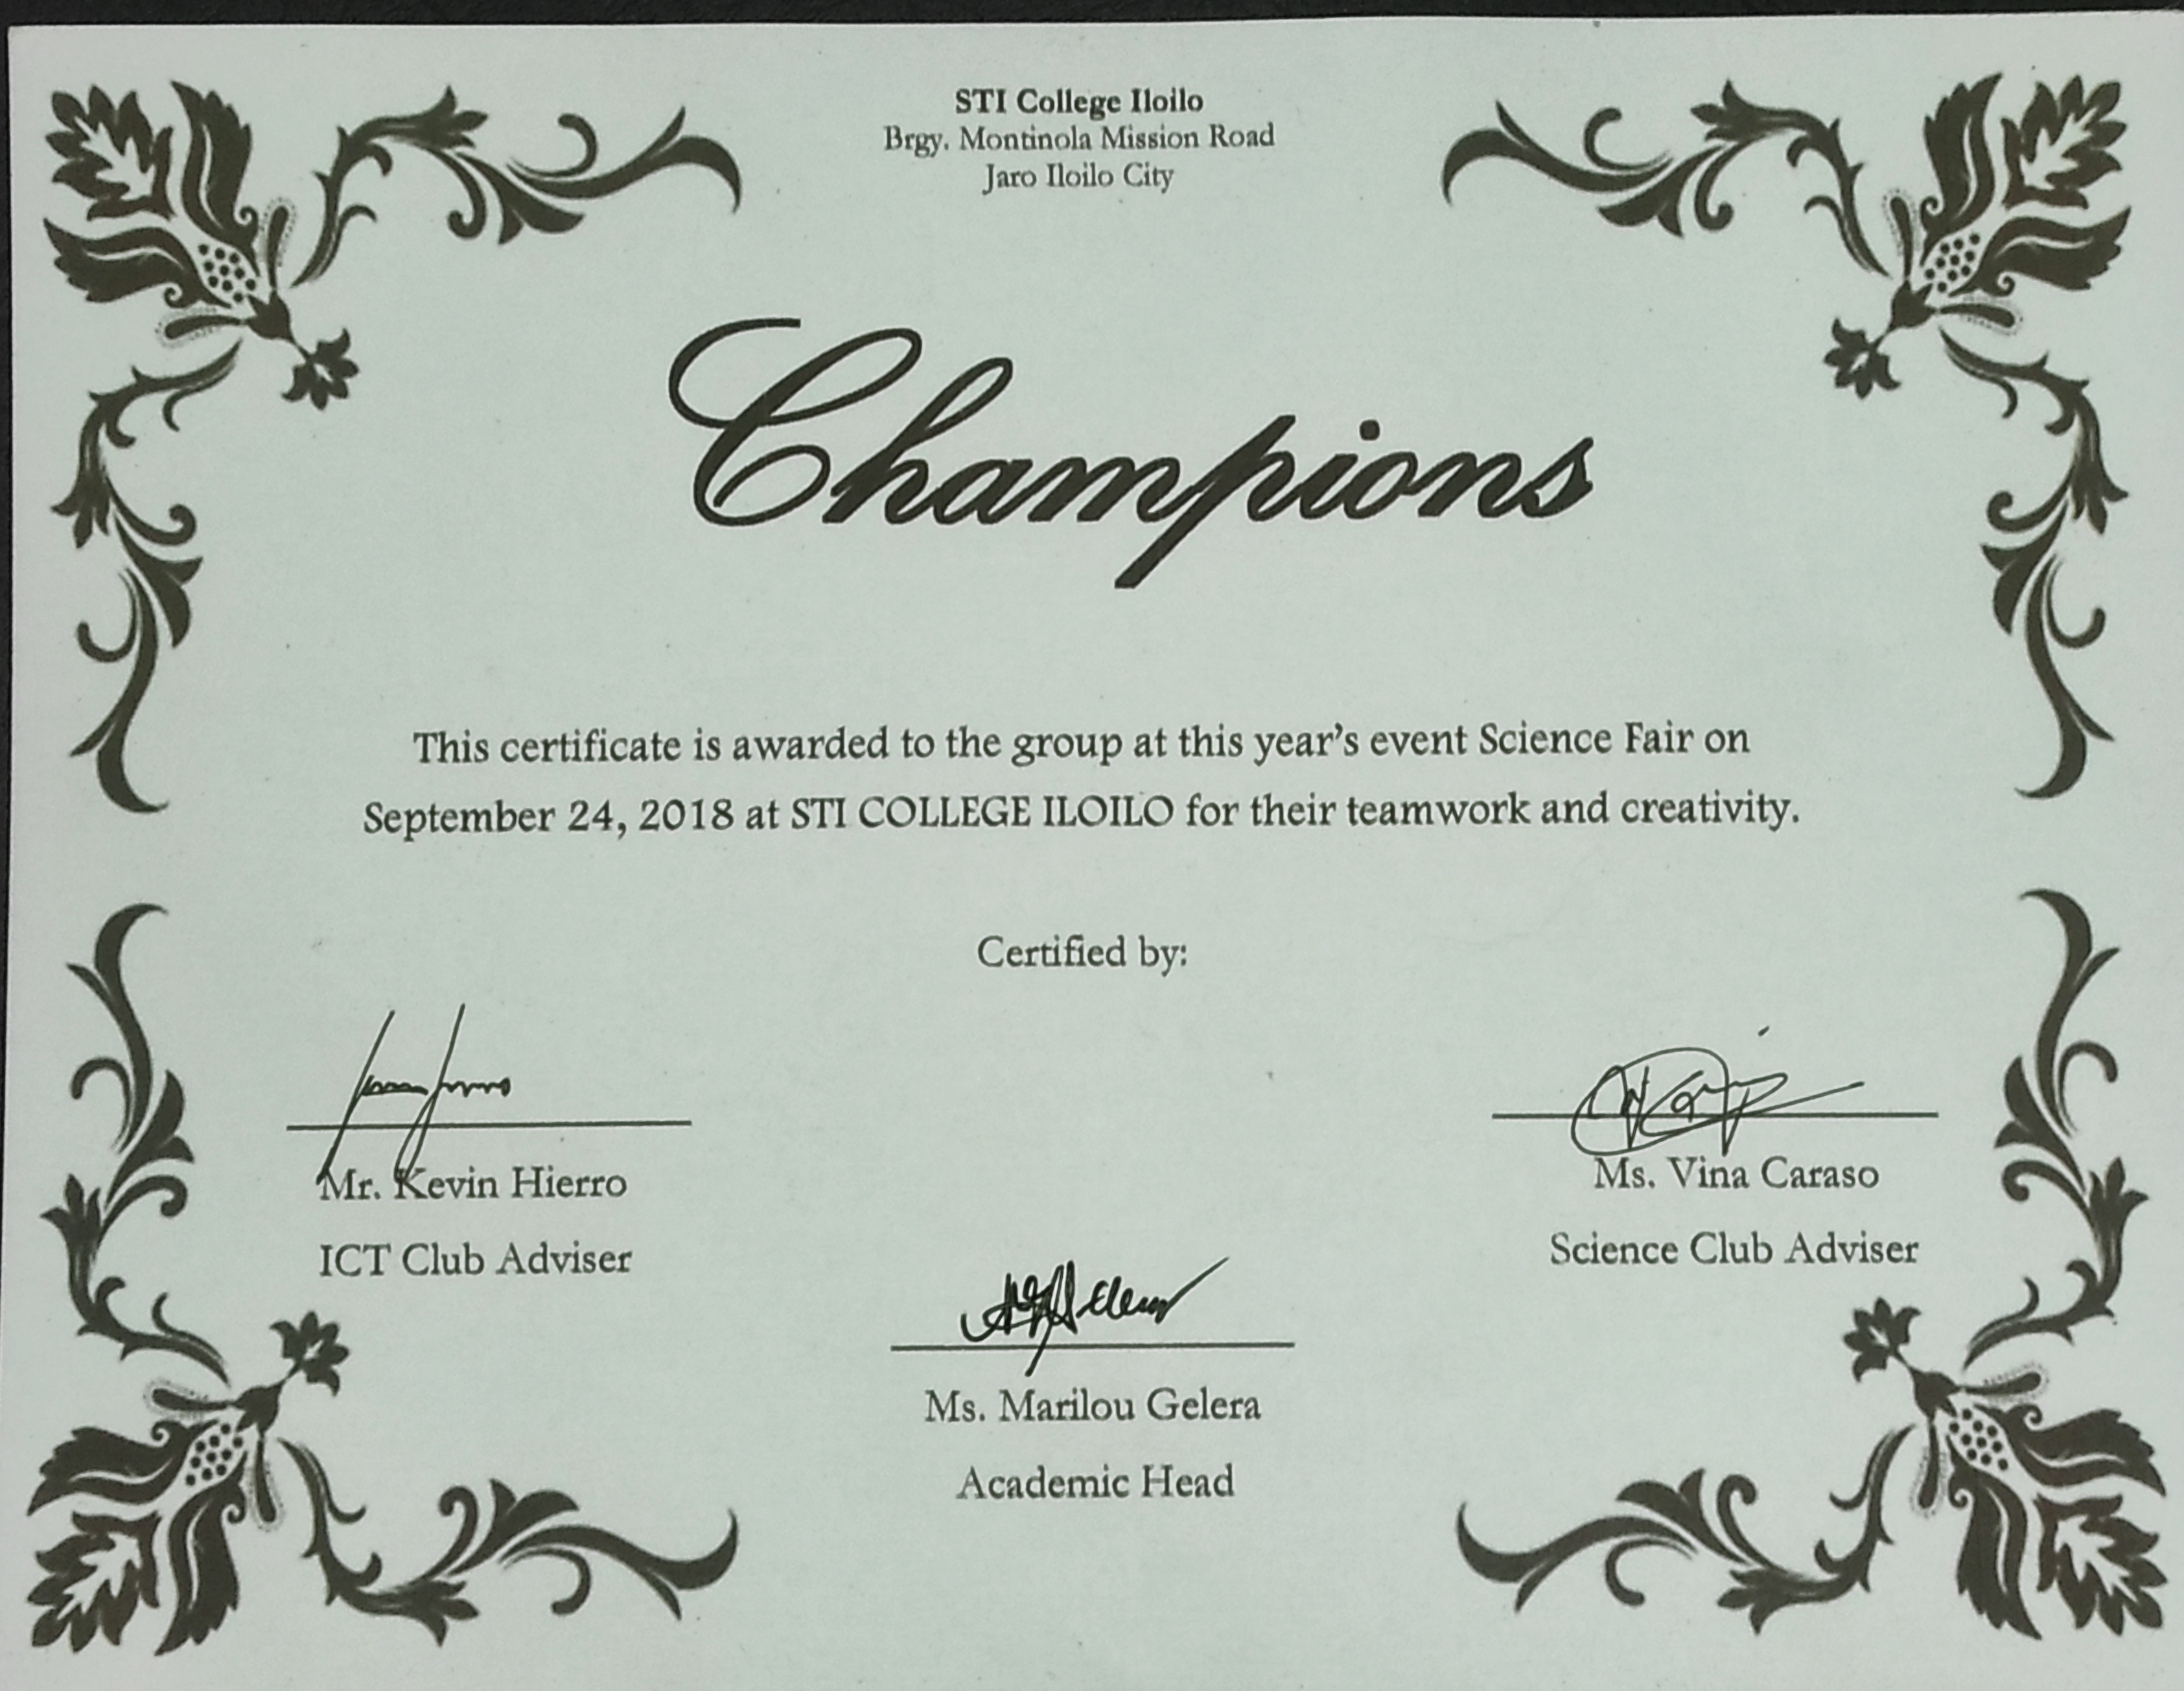 STI College Iloilo
Brgy. Montinola Mission Road
Jaro Iloilo City
Champions
This certificate is awarded to the group at this year's event Science Fair on
September 24, 2018 at STI COLLEGE ILOILO for their teamwork and creativity.
Certified by:
Mr. Kevin Hierro
ICT Club Adviser
Ms. Vina Caraso
Science Club Adviser
Ms. Marilou Gelera
Academic Head